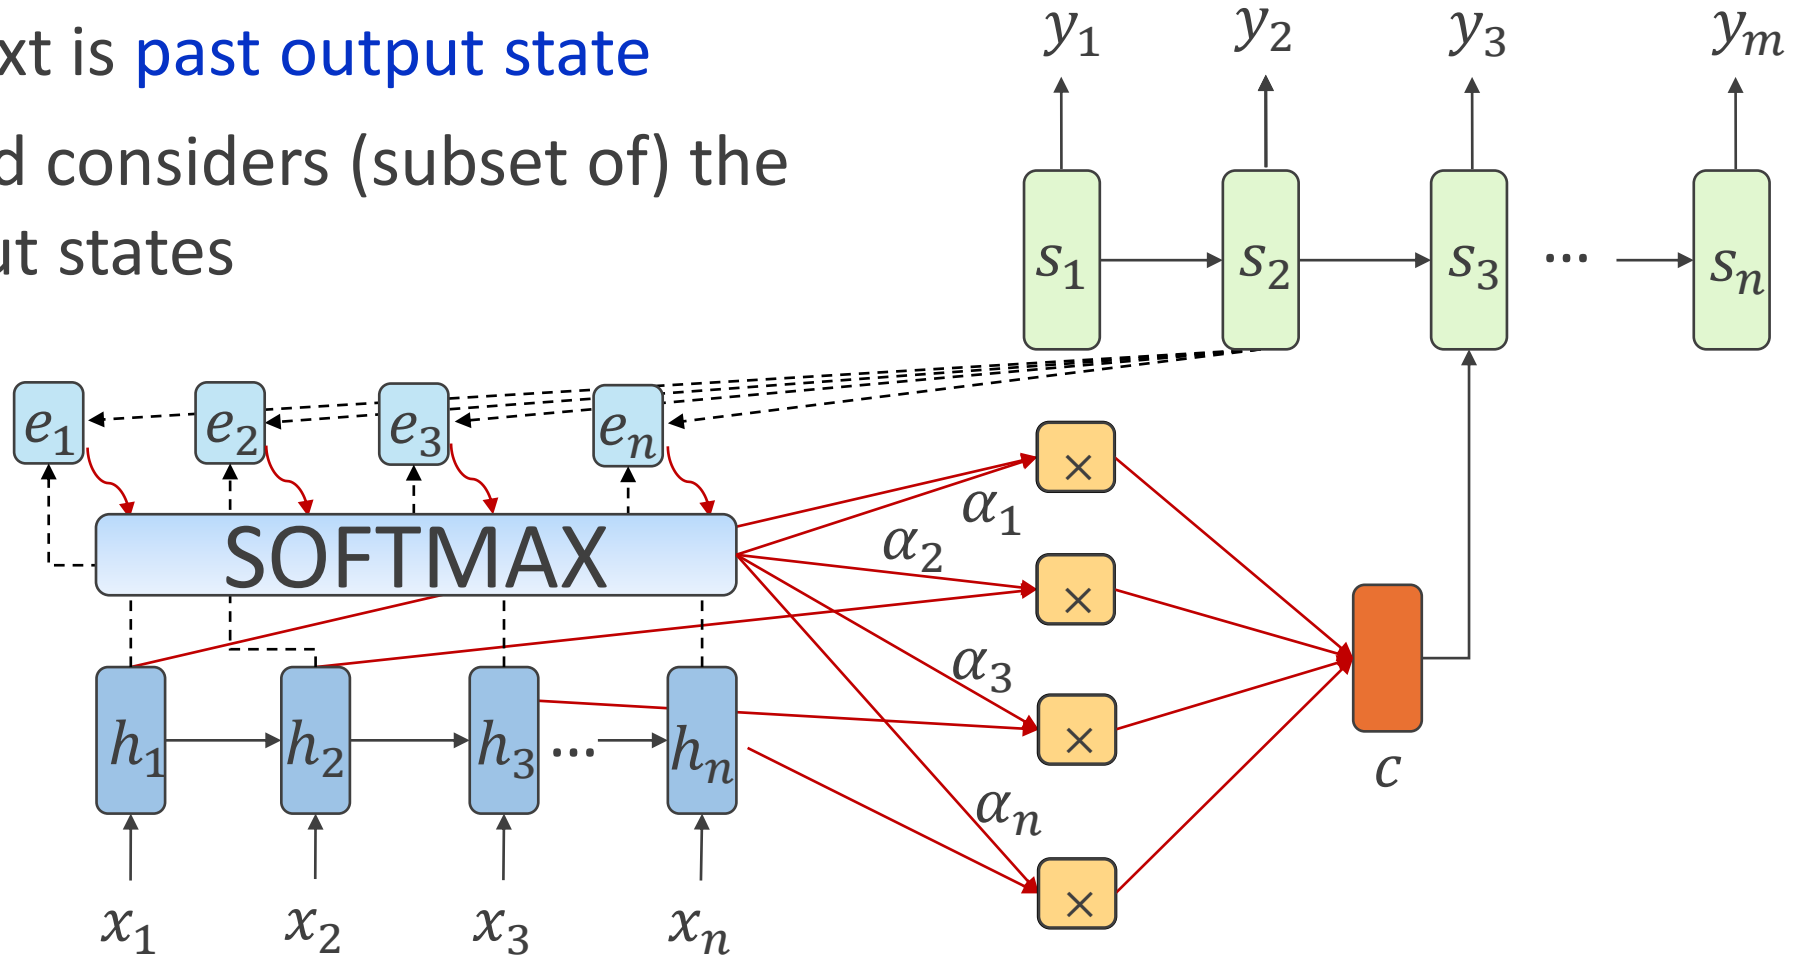 xt is past output state
d considers (subset of) the
ut states
y₁ y₂ y₃ yₘ
s₁ s₂ s₃ ... sₙ
e₁ e₂ e₃ eₙ
×
α₁
SOFTMAX
α₂
×
α₃
×
h₁ h₂ h₃ ... hₙ
c
αₙ
×
x₁ x₂ x₃ xₙ